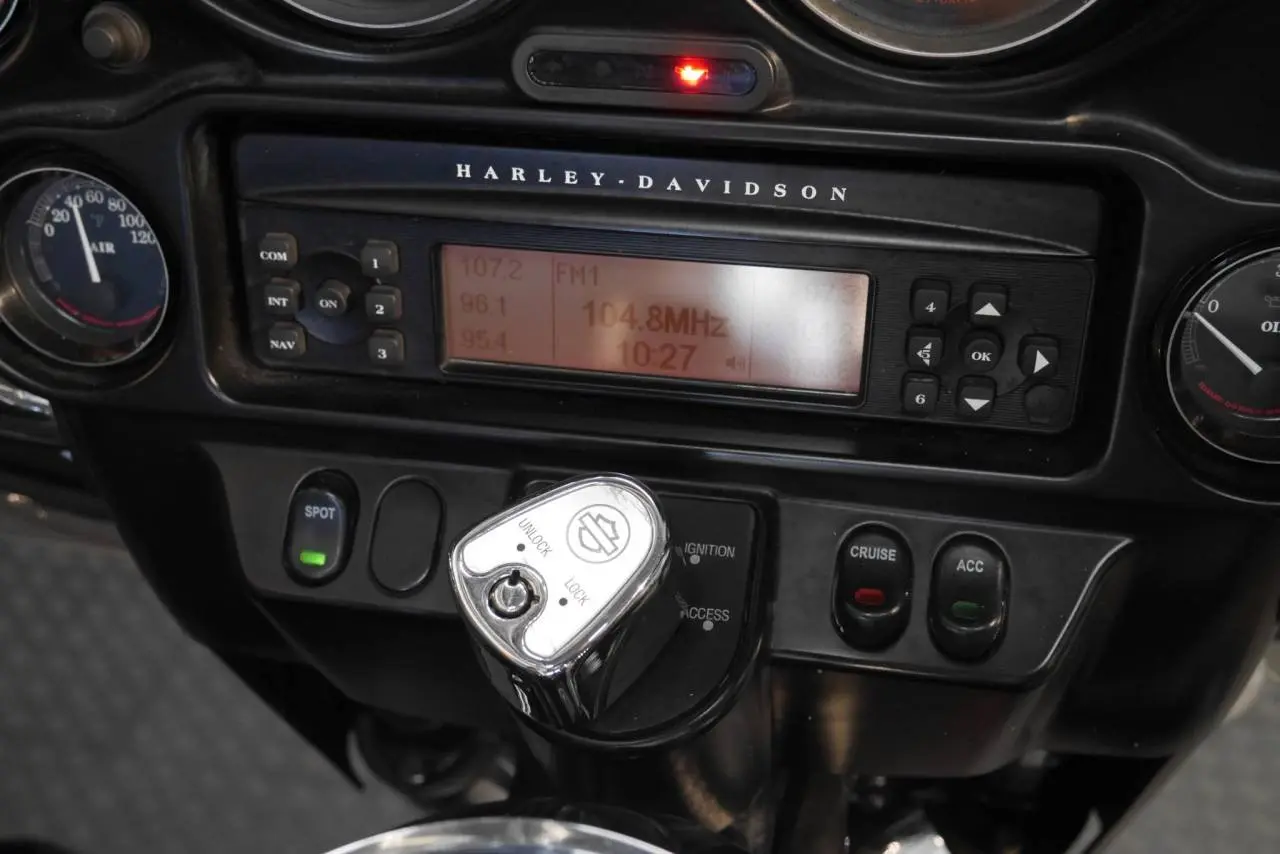 HARLEY-DAVIDSON
0 20 40 60 80 100 120
°F
AIR
COM
INT
NAV
ON
1
2
3
107.2
96.1
95.4
FM1
104.8MHz
10:27
4
5
6
OK
0
SPOT
UNLOCK
LOCK
IGNITION
ACCESS
CRUISE
ACC